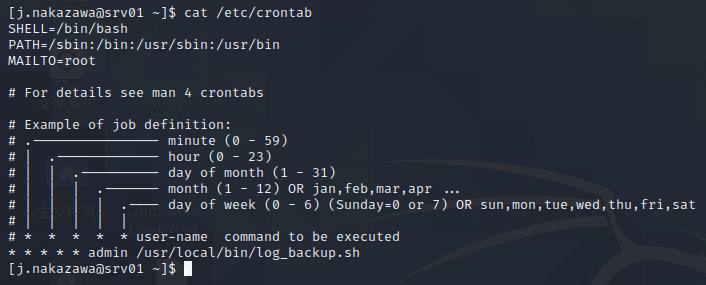 [j.nakazawa@srv01 ~]$ cat /etc/crontab
SHELL=/bin/bash
PATH=/sbin:/bin:/usr/sbin:/usr/bin
MAILTO=root

# For details see man 4 crontabs

# Example of job definition:
# .---------------- minute (0 - 59)
# |  .------------- hour (0 - 23)
# |  |  .---------- day of month (1 - 31)
# |  |  |  .------- month (1 - 12) OR jan,feb,mar,apr ...
# |  |  |  |  .---- day of week (0 - 6) (Sunday=0 or 7) OR sun,mon,tue,wed,thu,fri,sat
# |  |  |  |  |
# *  *  *  *  * user-name  command to be executed
* * * * * admin /usr/local/bin/log_backup.sh
[j.nakazawa@srv01 ~]$